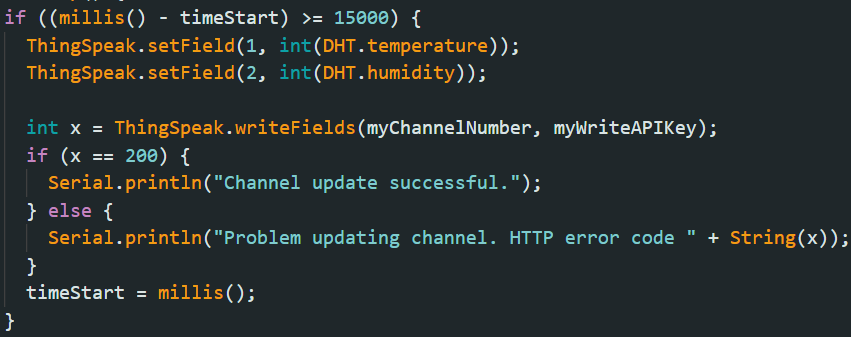 if ((millis() - timeStart) >= 15000) {
  ThingSpeak.setField(1, int(DHT.temperature));
  ThingSpeak.setField(2, int(DHT.humidity));

  int x = ThingSpeak.writeFields(myChannelNumber, myWriteAPIKey);
  if (x == 200) {
    Serial.println("Channel update successful.");
  } else {
    Serial.println("Problem updating channel. HTTP error code " + String(x));
  }
  timeStart = millis();
}